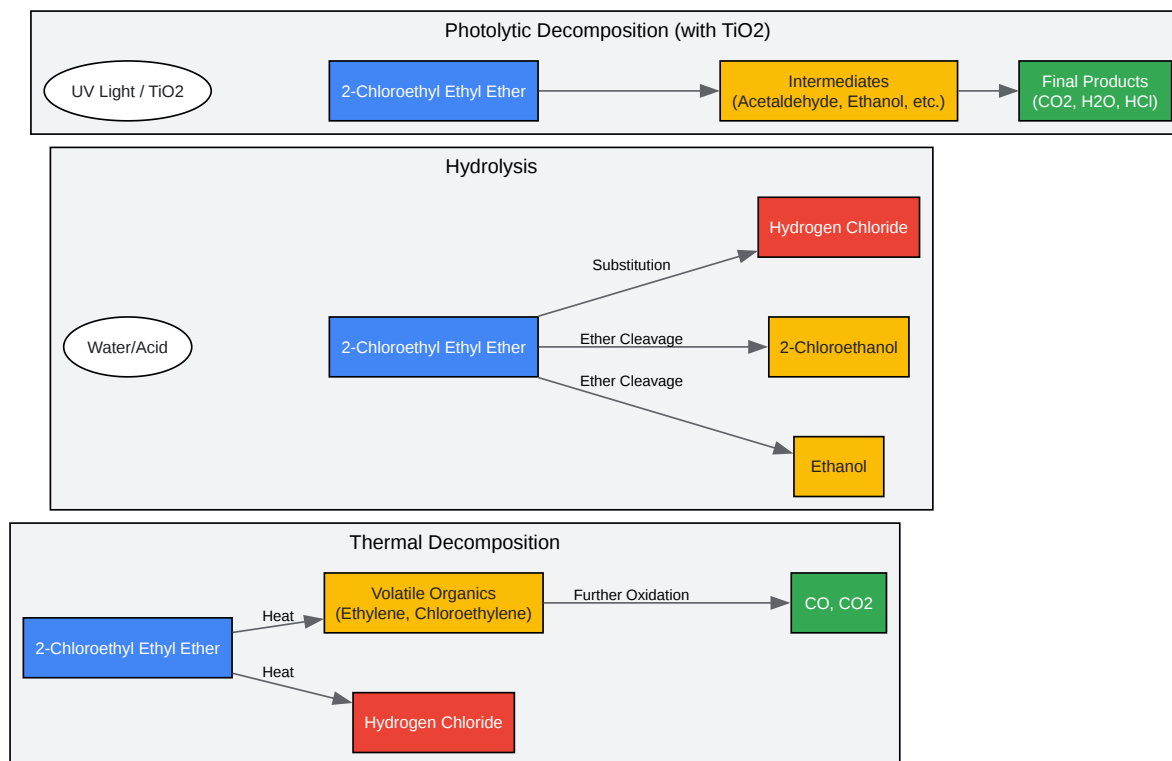 Photolytic Decomposition (with TiO2)
UV Light / TiO2
2-Chloroethyl Ethyl Ether
Intermediates
(Acetaldehyde, Ethanol, etc.)
Final Products
(CO2, H2O, HCl)
Hydrolysis
Water/Acid
2-Chloroethyl Ethyl Ether
Substitution
Hydrogen Chloride
Ether Cleavage
2-Chloroethanol
Ether Cleavage
Ethanol
Thermal Decomposition
2-Chloroethyl Ethyl Ether
Heat
Volatile Organics
(Ethylene, Chloroethylene)
Further Oxidation
CO, CO2
Heat
Hydrogen Chloride